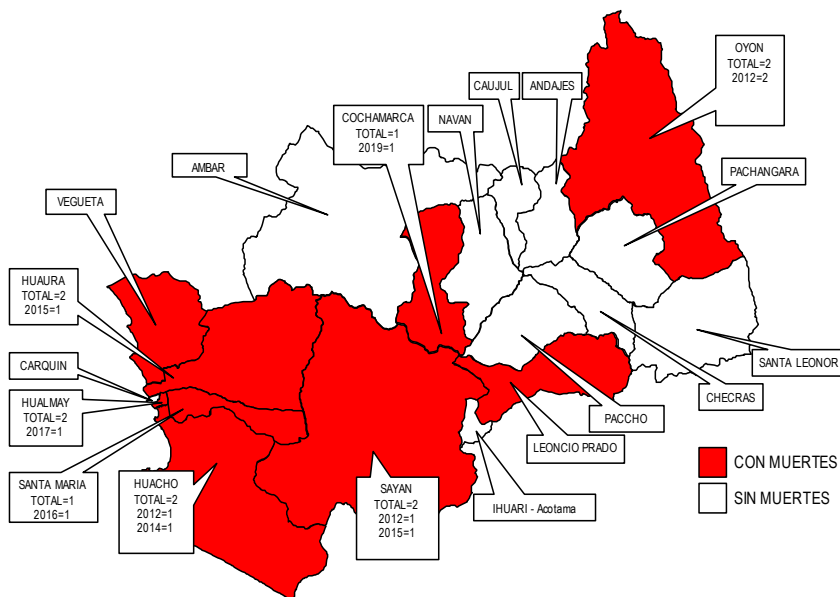 OYON
TOTAL=2
2012=2
CAUJUL
ANDAJES
COCHAMARCA
TOTAL=1
2019=1
NAVAN
AMBAR
PACHANGARA
VEGUETA
HUAURA
TOTAL=2
2015=1
CARQUIN
SANTA LEONOR
HUALMAY
TOTAL=2
2017=1
CHECRAS
PACCHO
LEONCIO PRADO
SANTA MARIA
TOTAL=1
2016=1
HUACHO
TOTAL=2
2012=1
2014=1
SAYAN
TOTAL=2
2012=1
2015=1
IHUARI - Acotama
CON MUERTES
SIN MUERTES